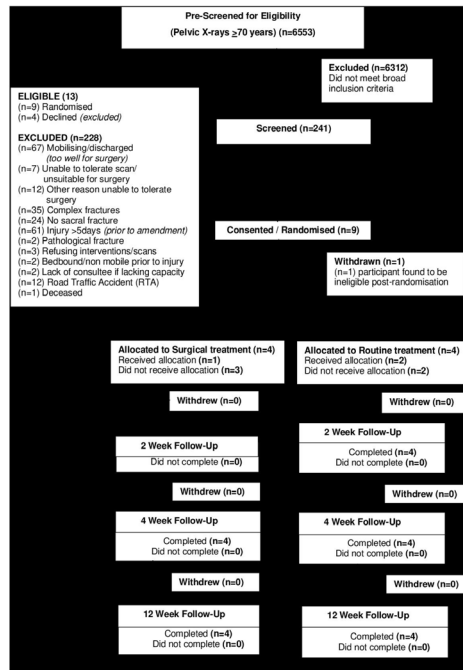 Pre-Screened for Eligibility
(Pelvic X-rays ≥70 years) (n=6553)
Excluded (n=6312)
Did not meet broad
inclusion criteria
ELIGIBLE (13)
(n=9) Randomised
(n=4) Declined (excluded)
EXCLUDED (n=228)
(n=67) Mobilising/discharged
(too well for surgery)
(n=7) Unable to tolerate scan/
unsuitable for surgery
(n=12) Other reason unable to tolerate
surgery
(n=35) Complex fractures
(n=24) No sacral fracture
(n=61) Injury >5days (prior to amendment)
(n=2) Pathological fracture
(n=3) Refusing interventions/scans
(n=2) Bedbound/non mobile prior to injury
(n=2) Lack of consultee if lacking capacity
(n=12) Road Traffic Accident (RTA)
(n=1) Deceased
Screened (n=241)
Consented / Randomised (n=9)
Withdrawn (n=1)
(n=1) participant found to be
ineligible post-randomisation
Allocated to Surgical treatment (n=4)
Received allocation (n=1)
Did not receive allocation (n=3)
Allocated to Routine treatment (n=4)
Received allocation (n=2)
Did not receive allocation (n=2)
Withdrew (n=0)
Withdrew (n=0)
2 Week Follow-Up
Did not complete (n=0)
2 Week Follow-Up
Completed (n=4)
Did not complete (n=0)
Withdrew (n=0)
Withdrew (n=0)
4 Week Follow-Up
Completed (n=4)
Did not complete (n=0)
4 Week Follow-Up
Completed (n=4)
Did not complete (n=0)
Withdrew (n=0)
Withdrew (n=0)
12 Week Follow-Up
Completed (n=4)
Did not complete (n=0)
12 Week Follow-Up
Completed (n=4)
Did not complete (n=0)